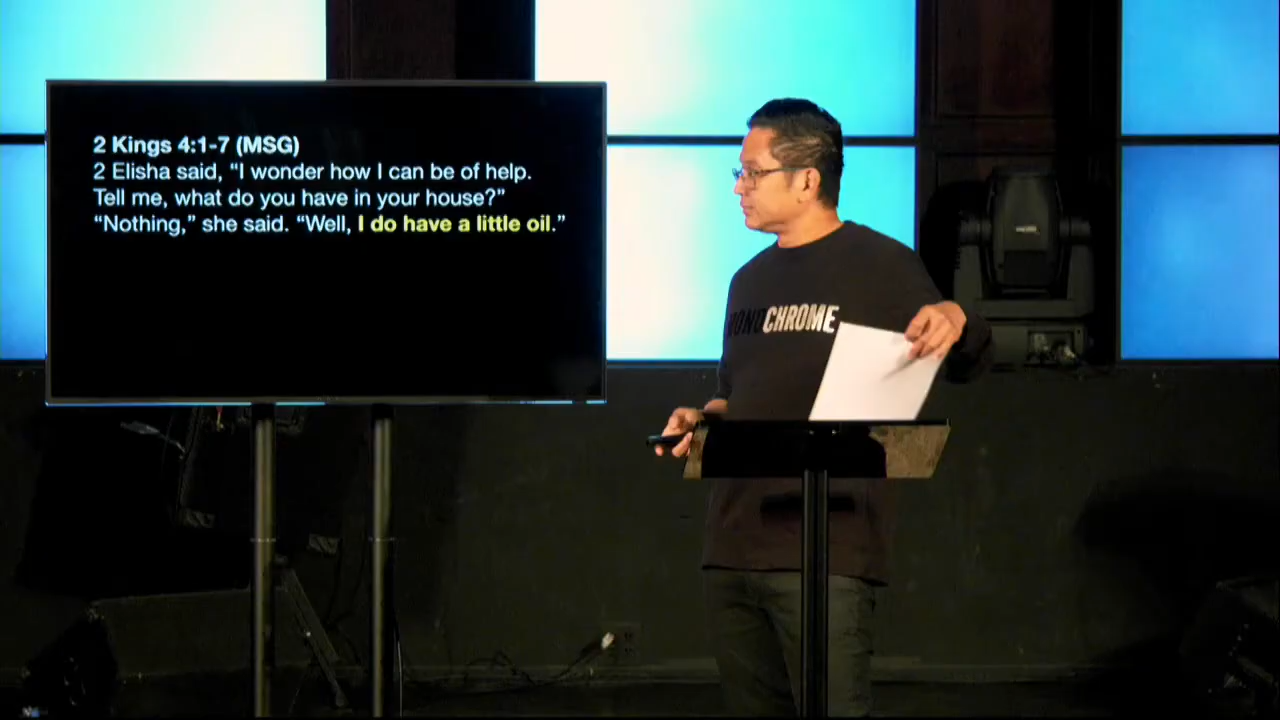 2 Kings 4:1-7 (MSG)
2 Elisha said, “I wonder how I can be of help.
Tell me, what do you have in your house?”
“Nothing,” she said. “Well, I do have a little oil.”
MONOCHROME